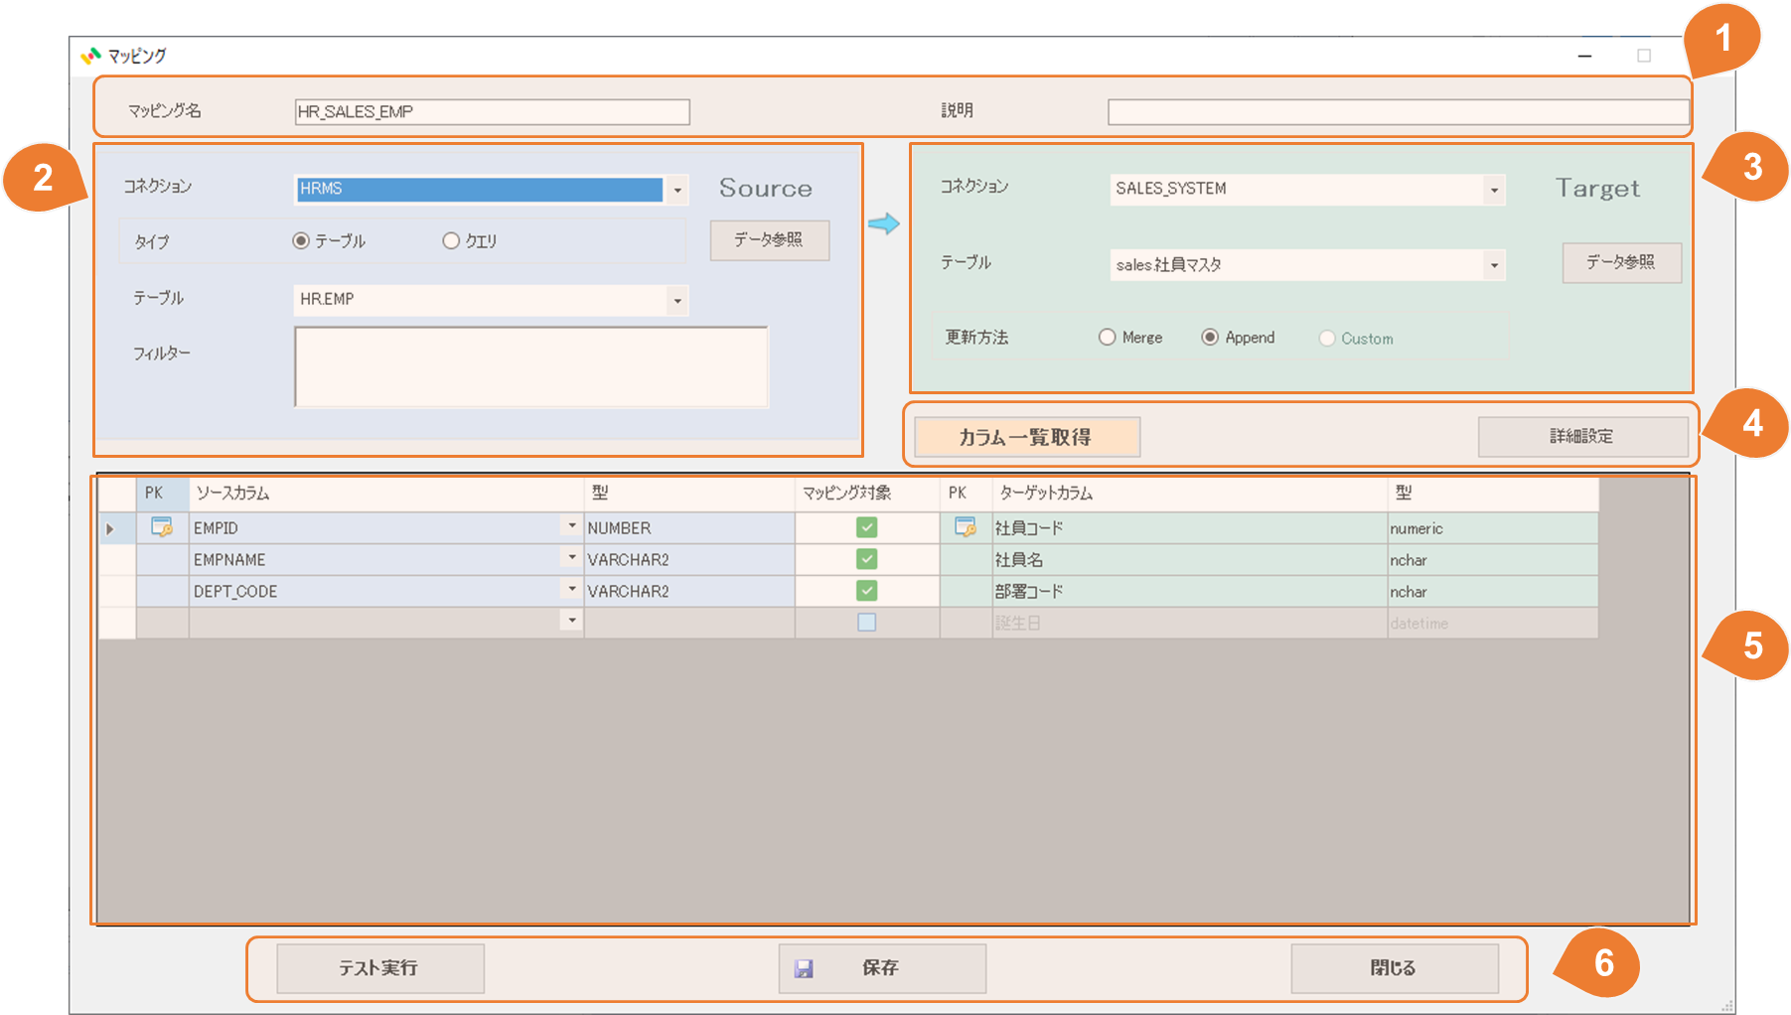 マッピング
1
マッピング名 HR_SALES_EMP 説明
2
コネクション HRMS Source
タイプ テーブル クエリ データ参照
テーブル HR.EMP
フィルター
3
コネクション SALES_SYSTEM Target
テーブル sales.社員マスタ データ参照
更新方法 Merge Append Custom
4
カラム一覧取得 詳細設定
PK ソースカラム 型 マッピング対象 PK ターゲットカラム 型
EMPID NUMBER 社員コード numeric
EMPNAME VARCHAR2 社員名 nchar
DEPT_CODE VARCHAR2 部署コード nchar
誕生日 datetime
5
テスト実行 保存 閉じる
6